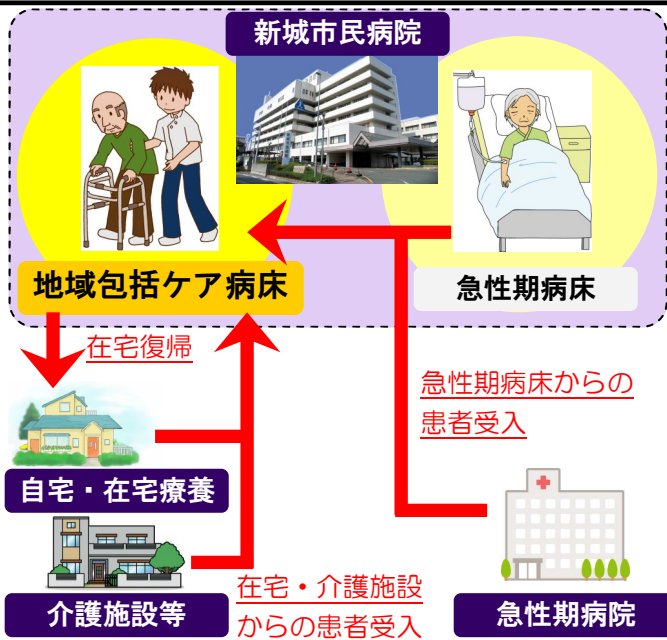 新城市民病院
地域包括ケア病床
急性期病床
在宅復帰
急性期病床からの
患者受入
自宅・在宅療養
介護施設等
在宅・介護施設
からの患者受入
急性期病院